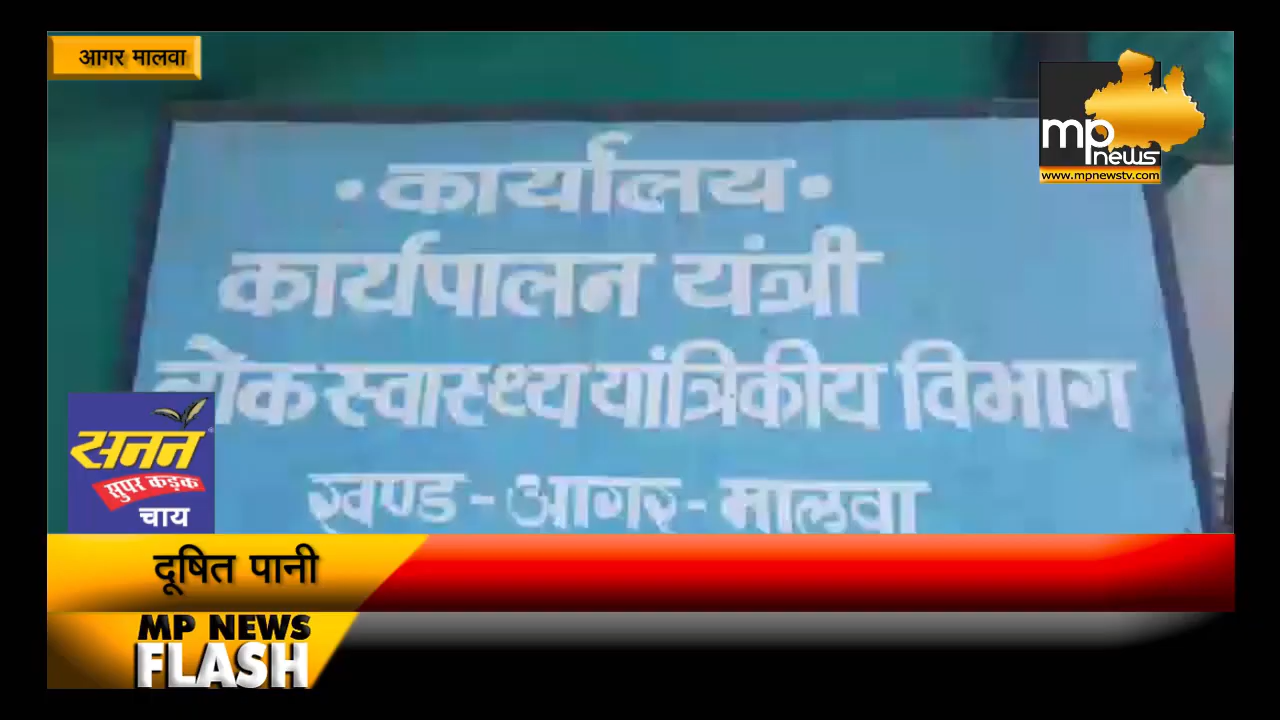 आगर मालवा
mp news
www.mpnewstv.com
• कार्यालय •
कार्यपालन यंत्री
लोक स्वास्थ्य यांत्रिकीय विभाग
खण्ड - आगर - मालवा
सनन
सुपर कड़क
चाय
दूषित पानी
MP NEWS
FLASH